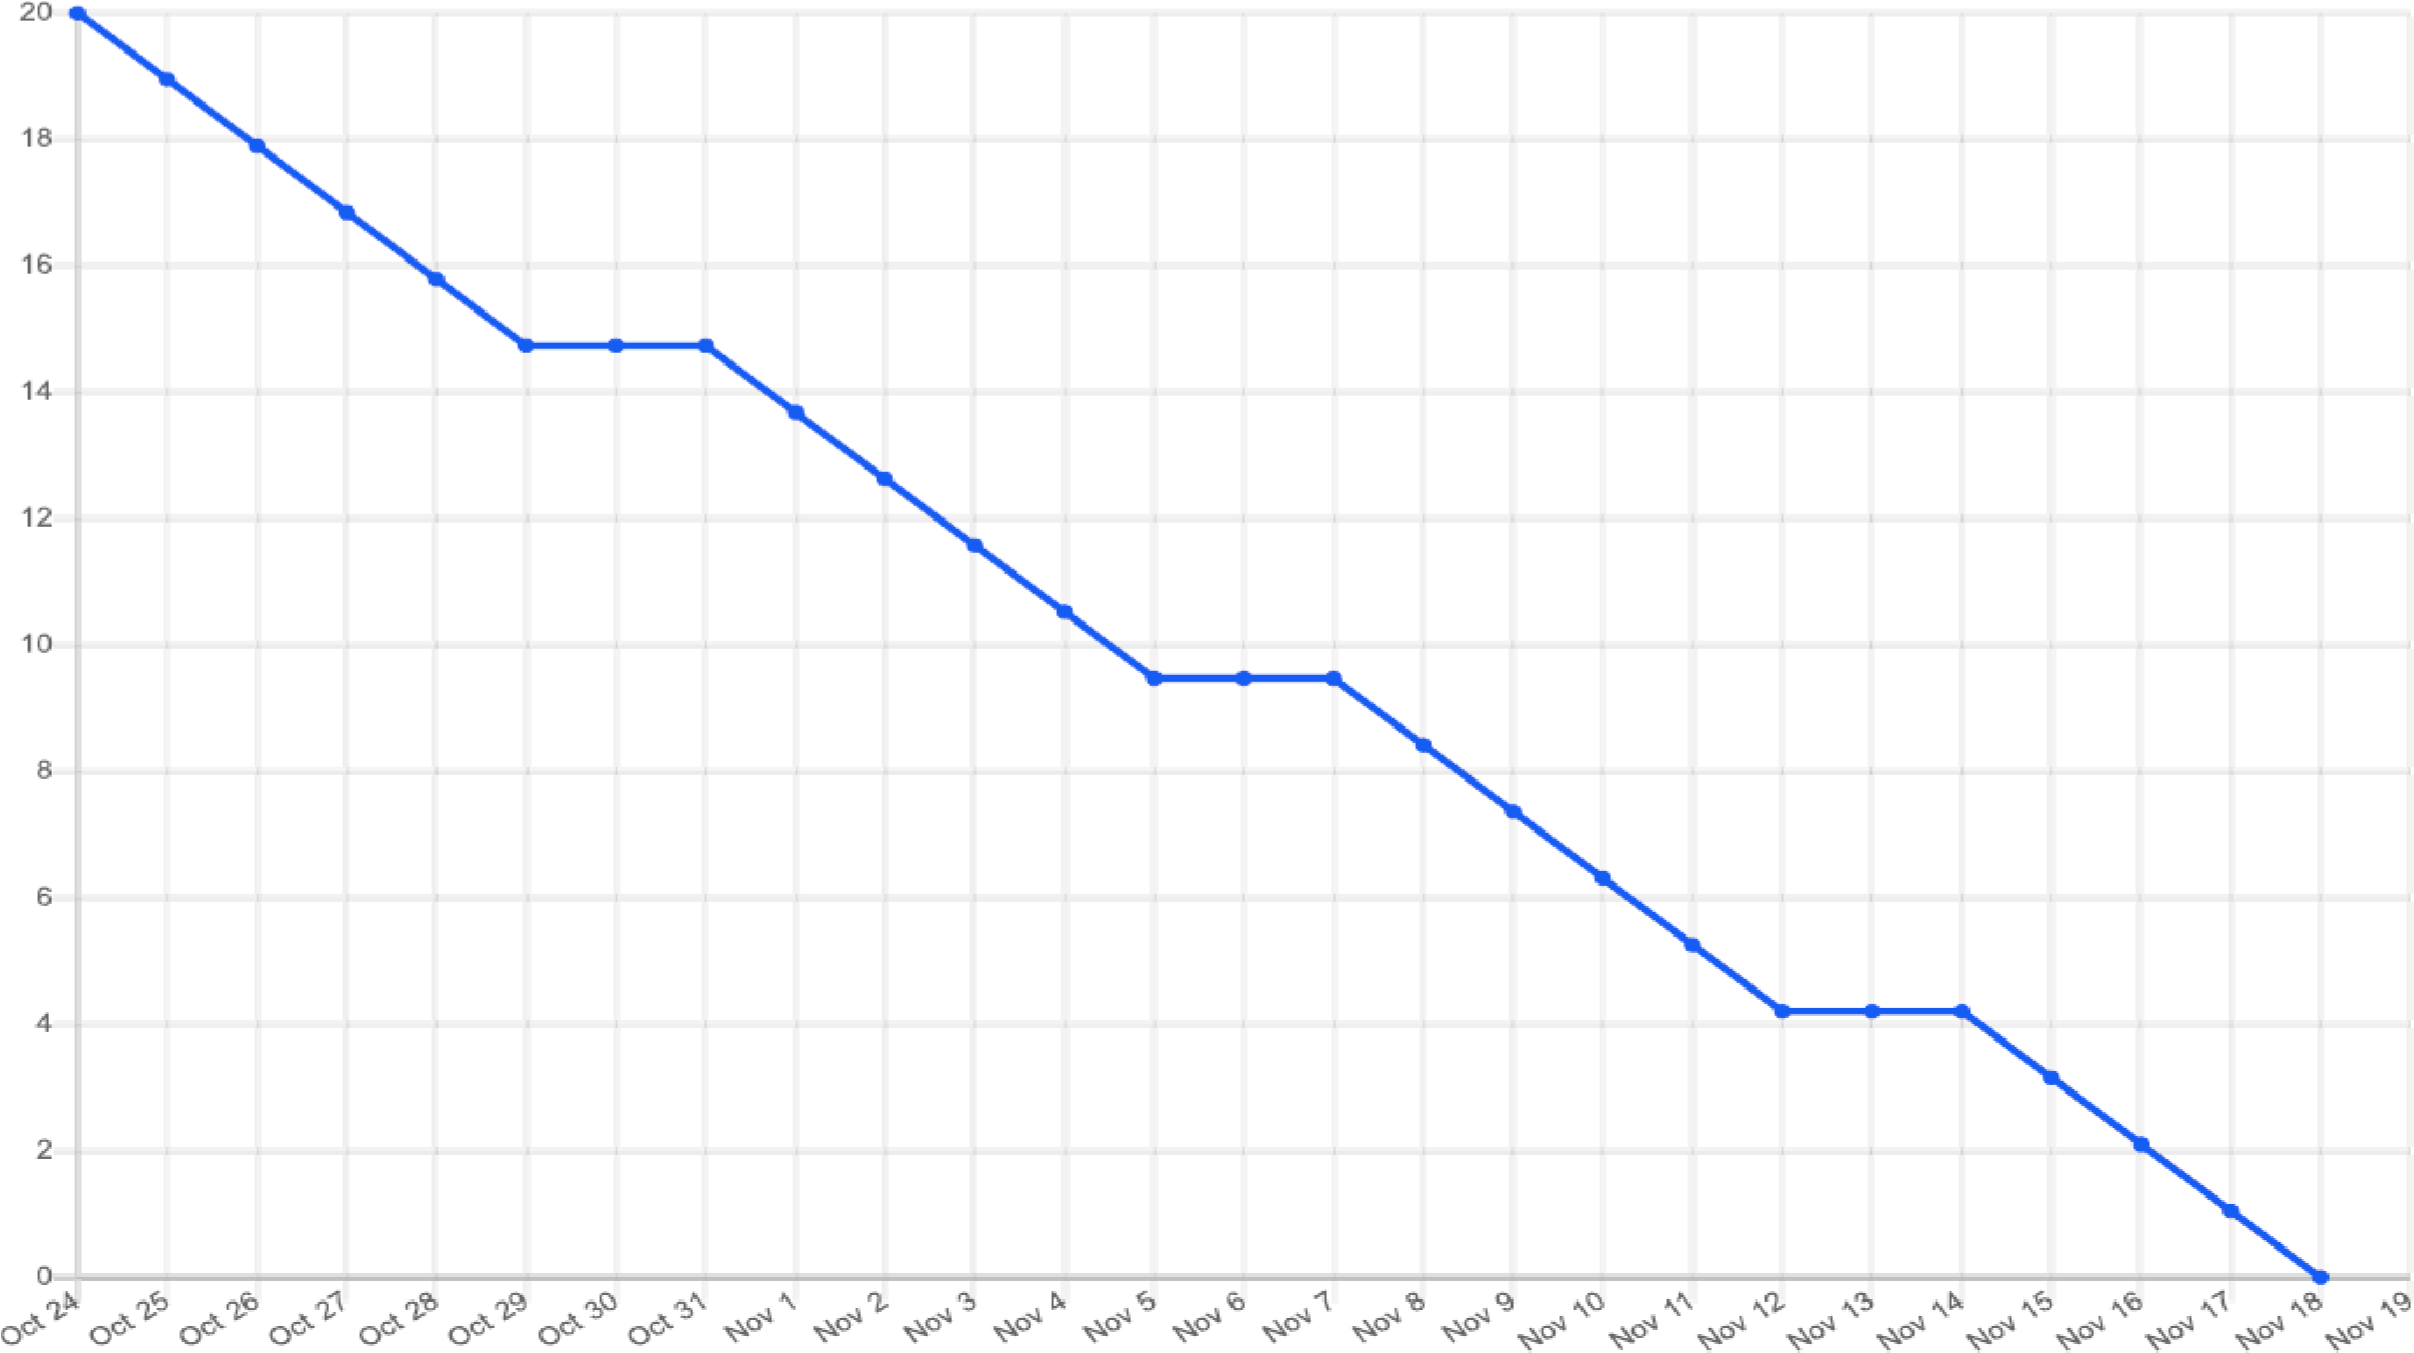 20
18
16
14
12
10
8
6
4
2
0
Oct 24
Oct 25
Oct 26
Oct 27
Oct 28
Oct 29
Oct 30
Oct 31
Nov 1
Nov 2
Nov 3
Nov 4
Nov 5
Nov 6
Nov 7
Nov 8
Nov 9
Nov 10
Nov 11
Nov 12
Nov 13
Nov 14
Nov 15
Nov 16
Nov 17
Nov 18
Nov 19